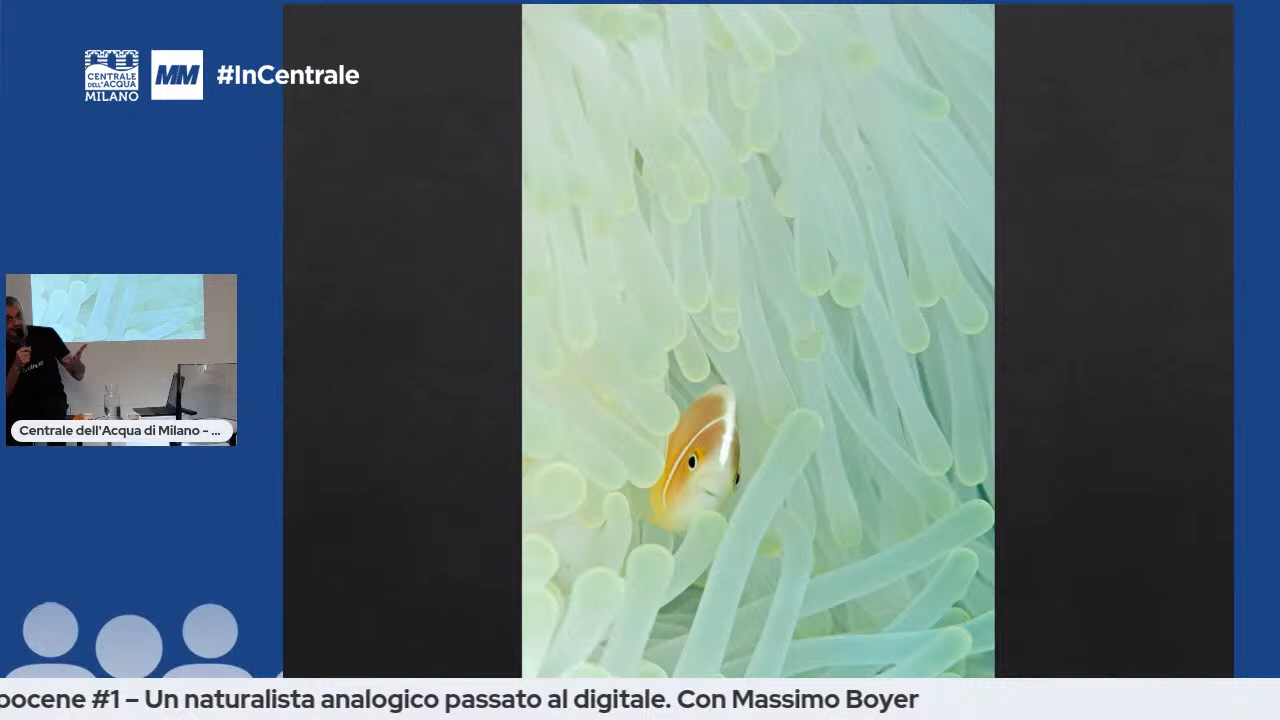 CENTRALE
DELL'ACQUA
MILANO
MM
#InCentrale
Centrale dell'Acqua di Milano - ...
pocene #1 – Un naturalista analogico passato al digitale. Con Massimo Boyer